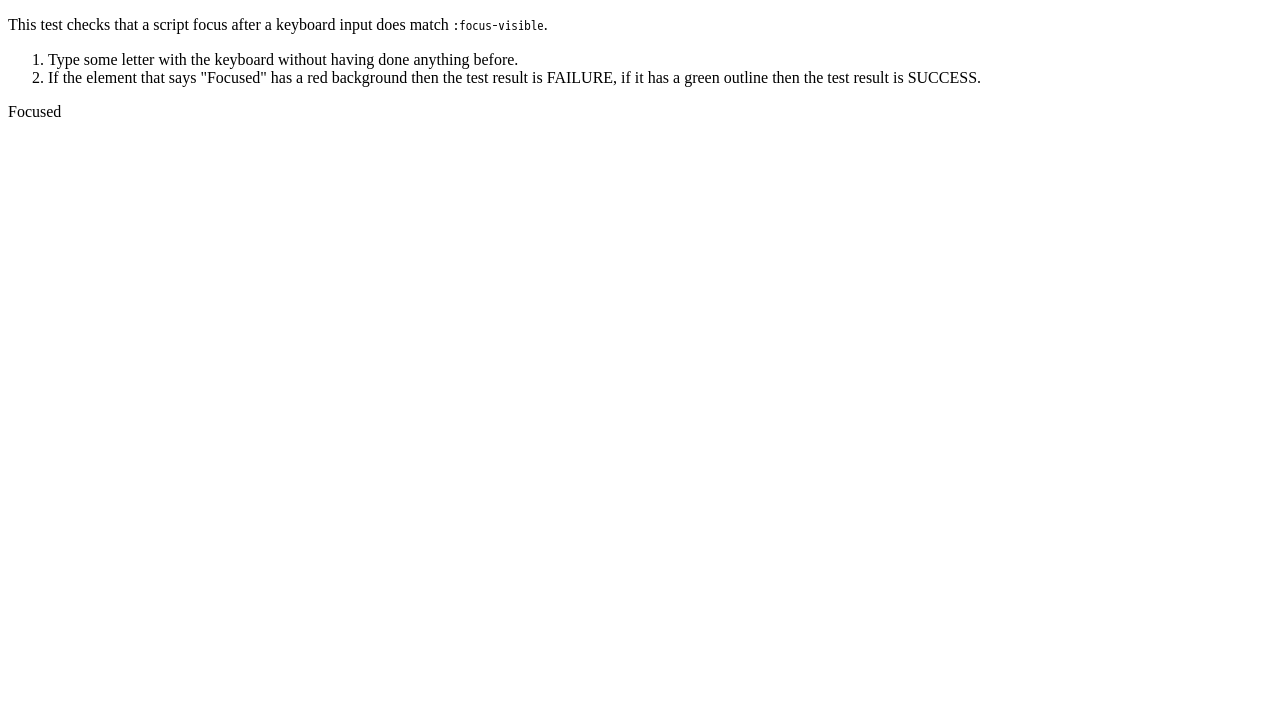 This test checks that a script focus after a keyboard input does match :focus-visible.
1. Type some letter with the keyboard without having done anything before.
2. If the element that says "Focused" has a red background then the test result is FAILURE, if it has a green outline then the test result is SUCCESS.
Focused